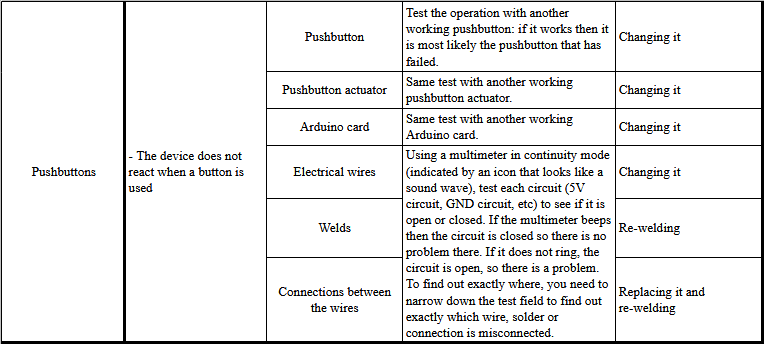 Pushbuttons
- The device does not
react when a button is
used
Pushbutton
Test the operation with another
working pushbutton: if it works then it
is most likely the pushbutton that has
failed.
Changing it
Pushbutton actuator
Same test with another working
pushbutton actuator.
Changing it
Arduino card
Same test with another working
Arduino card.
Changing it
Electrical wires
Using a multimeter in continuity mode
(indicated by an icon that looks like a
sound wave), test each circuit (5V
circuit, GND circuit, etc) to see if it is
open or closed. If the multimeter beeps
then the circuit is closed so there is no
problem there. If it does not ring, the
circuit is open, so there is a problem.
To find out exactly where, you need to
narrow down the test field to find out
exactly which wire, solder or
connection is misconnected.
Changing it
Welds
Re-welding
Connections between
the wires
Replacing it and
re-welding